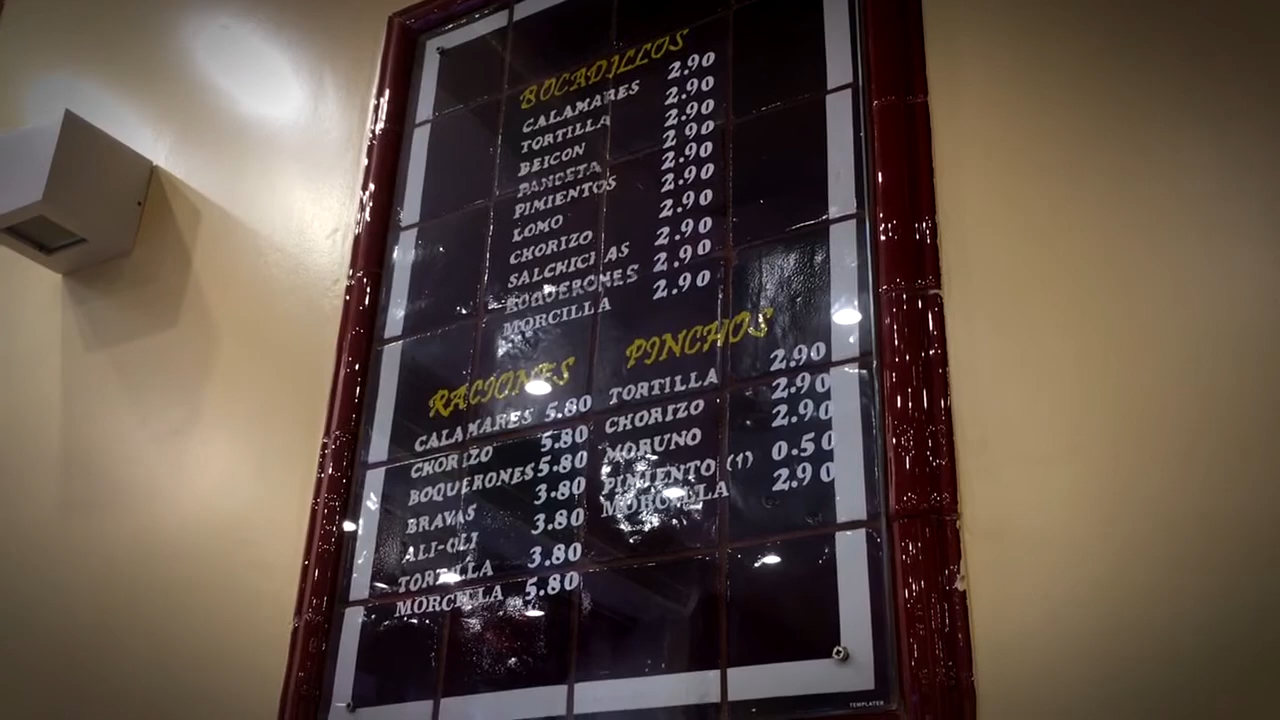 BOCADILLOS
CALAMARES 2.90
TORTILLA 2.90
BEICON 2.90
PANCETA 2.90
PIMIENTOS 2.90
LOMO 2.90
CHORIZO 2.90
SALCHICHAS 2.90
BOQUERONES 2.90
MORCILLA 2.90
RACIONES
CALAMARES 5.80
CHORIZO 5.80
BOQUERONES 5.80
BRAVAS 3.80
ALI-OLI 3.80
TORTILLA 3.80
MORCILLA 5.80
PINCHOS
TORTILLA 2.90
CHORIZO 2.90
MORUNO 2.90
PIMIENTO (1) 0.50
MORCILLA 2.90
TEMPLATER